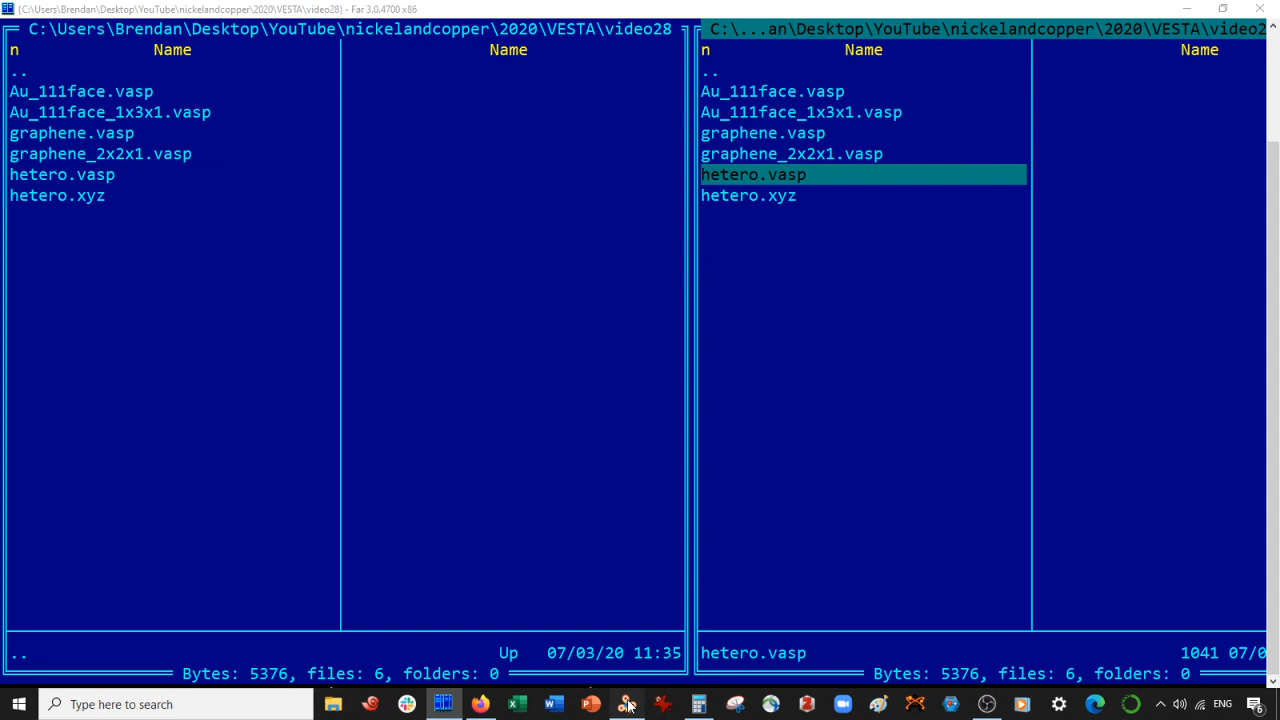 {C:\Users\Brendan\Desktop\YouTube\nickelandcopper\2020\VESTA\video28} - Far 3.0.4700 x86
C:\Users\Brendan\Desktop\YouTube\nickelandcopper\2020\VESTA\video28
n Name Name
..
Au_111face.vasp
Au_111face_1x3x1.vasp
graphene.vasp
graphene_2x2x1.vasp
hetero.vasp
hetero.xyz
.. Up 07/03/20 11:35
Bytes: 5376, files: 6, folders: 0
C:\...an\Desktop\YouTube\nickelandcopper\2020\VESTA\video2
n Name Name
..
Au_111face.vasp
Au_111face_1x3x1.vasp
graphene.vasp
graphene_2x2x1.vasp
hetero.vasp
hetero.xyz
hetero.vasp 1041 07/0
Bytes: 5376, files: 6, folders: 0
Type here to search
ENG
6